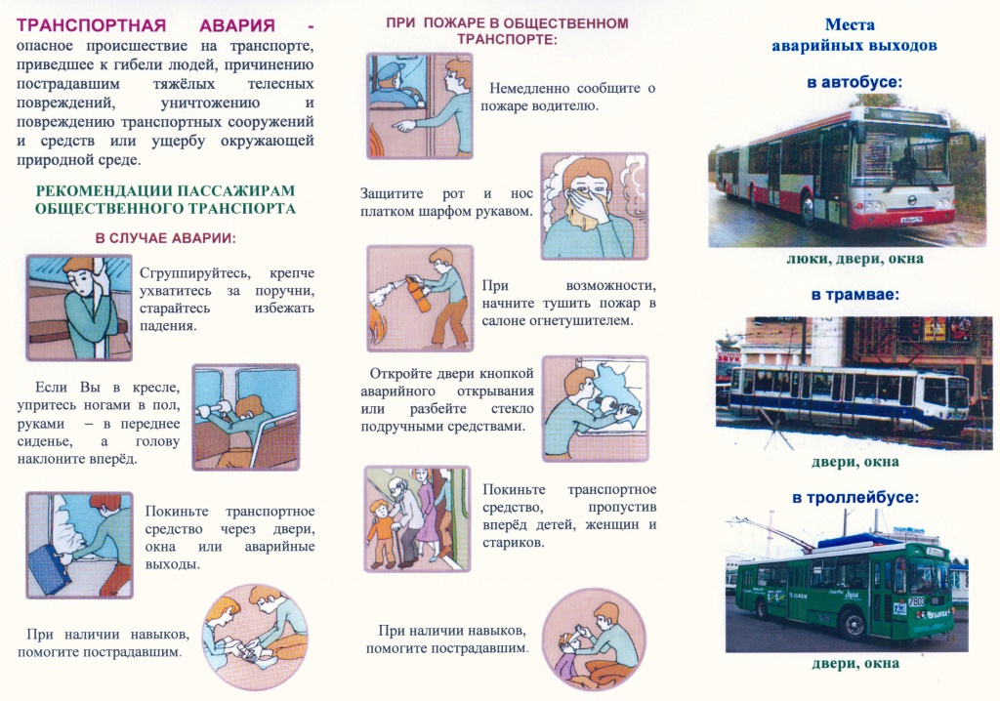 ТРАНСПОРТНАЯ АВАРИЯ -
опасное происшествие на транспорте,
приведшее к гибели людей, причинению
пострадавшим тяжёлых телесных
повреждений, уничтожению и
повреждению транспортных сооружений
и средств или ущербу окружающей
природной среде.
РЕКОМЕНДАЦИИ ПАССАЖИРАМ
ОБЩЕСТВЕННОГО ТРАНСПОРТА
В СЛУЧАЕ АВАРИИ:
Сгруппируйтесь, крепче
ухватитесь за поручни,
старайтесь избежать
падения.
Если Вы в кресле,
упритесь ногами в пол,
руками – в переднее
сиденье, а голову
наклоните вперёд.
Покиньте транспортное
средство через двери,
окна или аварийные
выходы.
При наличии навыков,
помогите пострадавшим.
ПРИ ПОЖАРЕ В ОБЩЕСТВЕННОМ
ТРАНСПОРТЕ:
Немедленно сообщите о
пожаре водителю.
Защитите рот и нос
платком шарфом рукавом.
При возможности,
начните тушить пожар в
салоне огнетушителем.
Откройте двери кнопкой
аварийного открывания
или разбейте стекло
подручными средствами.
Покиньте транспортное
средство, пропустив
вперёд детей, женщин и
стариков.
При наличии навыков,
помогите пострадавшим.
Места
аварийных выходов
в автобусе:
люки, двери, окна
в трамвае:
ЗВУК
двери, окна
в троллейбусе:
7803
FUJIFILM
двери, окна